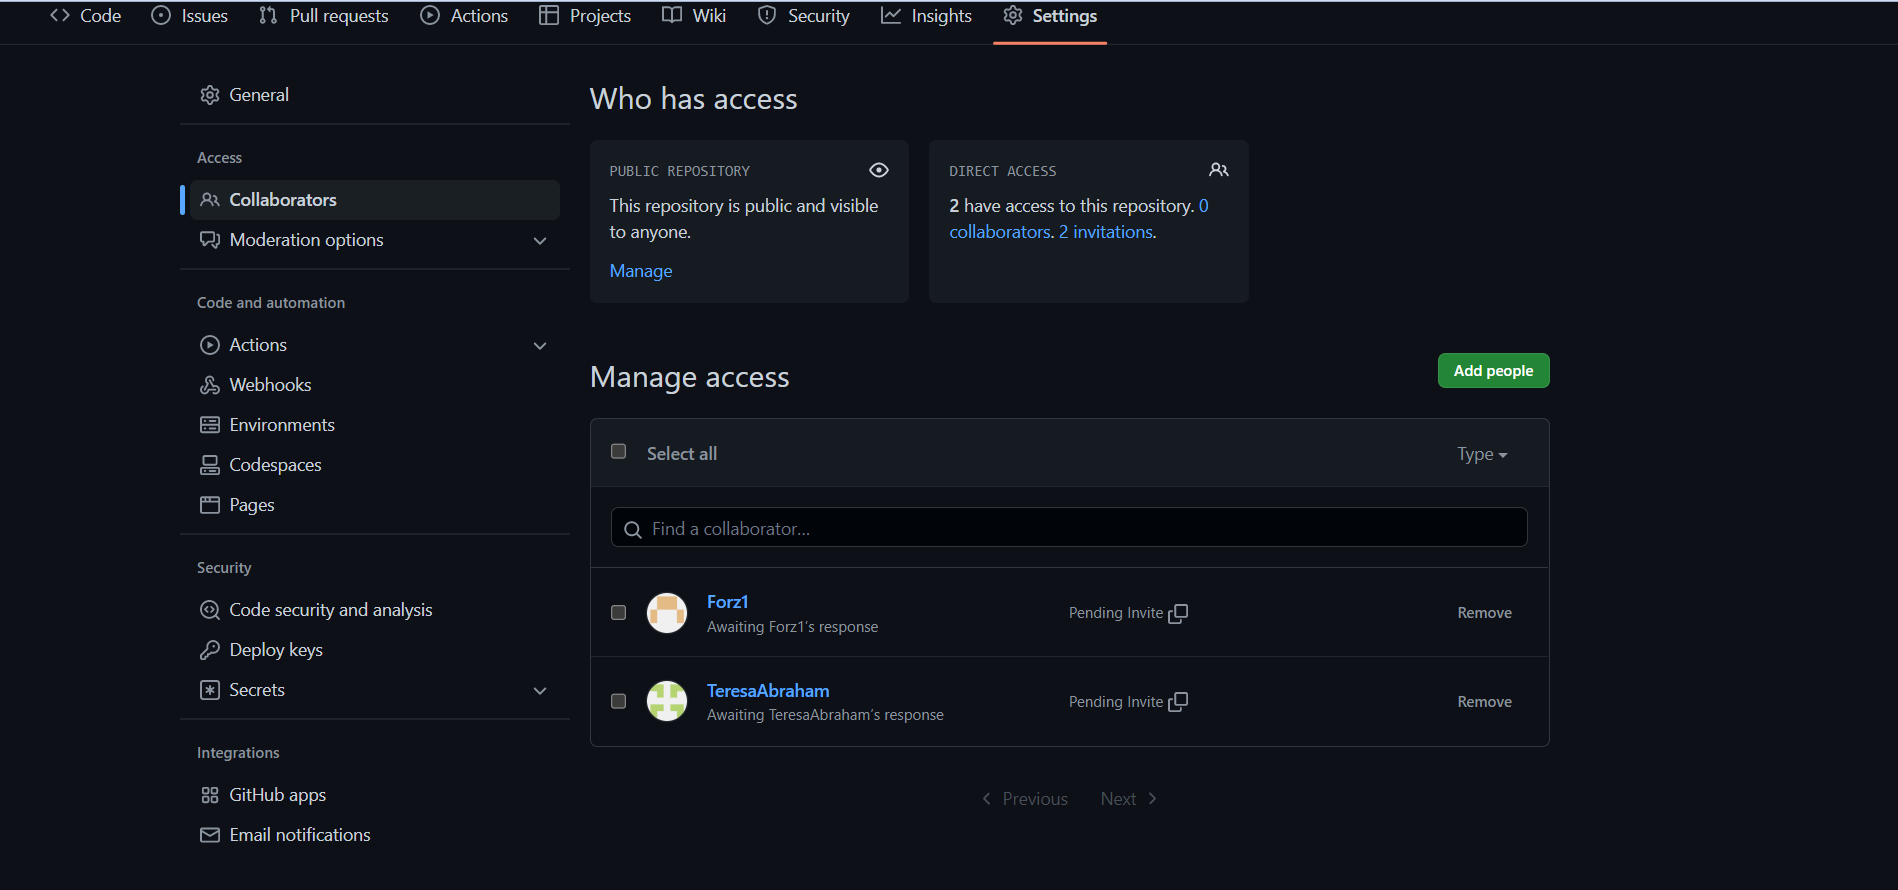 Code Issues Pull requests Actions Projects Wiki Security Insights Settings
General
Access
Collaborators
Moderation options
Code and automation
Actions
Webhooks
Environments
Codespaces
Pages
Security
Code security and analysis
Deploy keys
Secrets
Integrations
GitHub apps
Email notifications
Who has access
PUBLIC REPOSITORY
This repository is public and visible
to anyone.
Manage
DIRECT ACCESS
2 have access to this repository. 0
collaborators. 2 invitations.
Manage access
Add people
Select all Type
Find a collaborator...
Forz1
Awaiting Forz1's response
Pending Invite
Remove
TeresaAbraham
Awaiting TeresaAbraham's response
Pending Invite
Remove
Previous Next